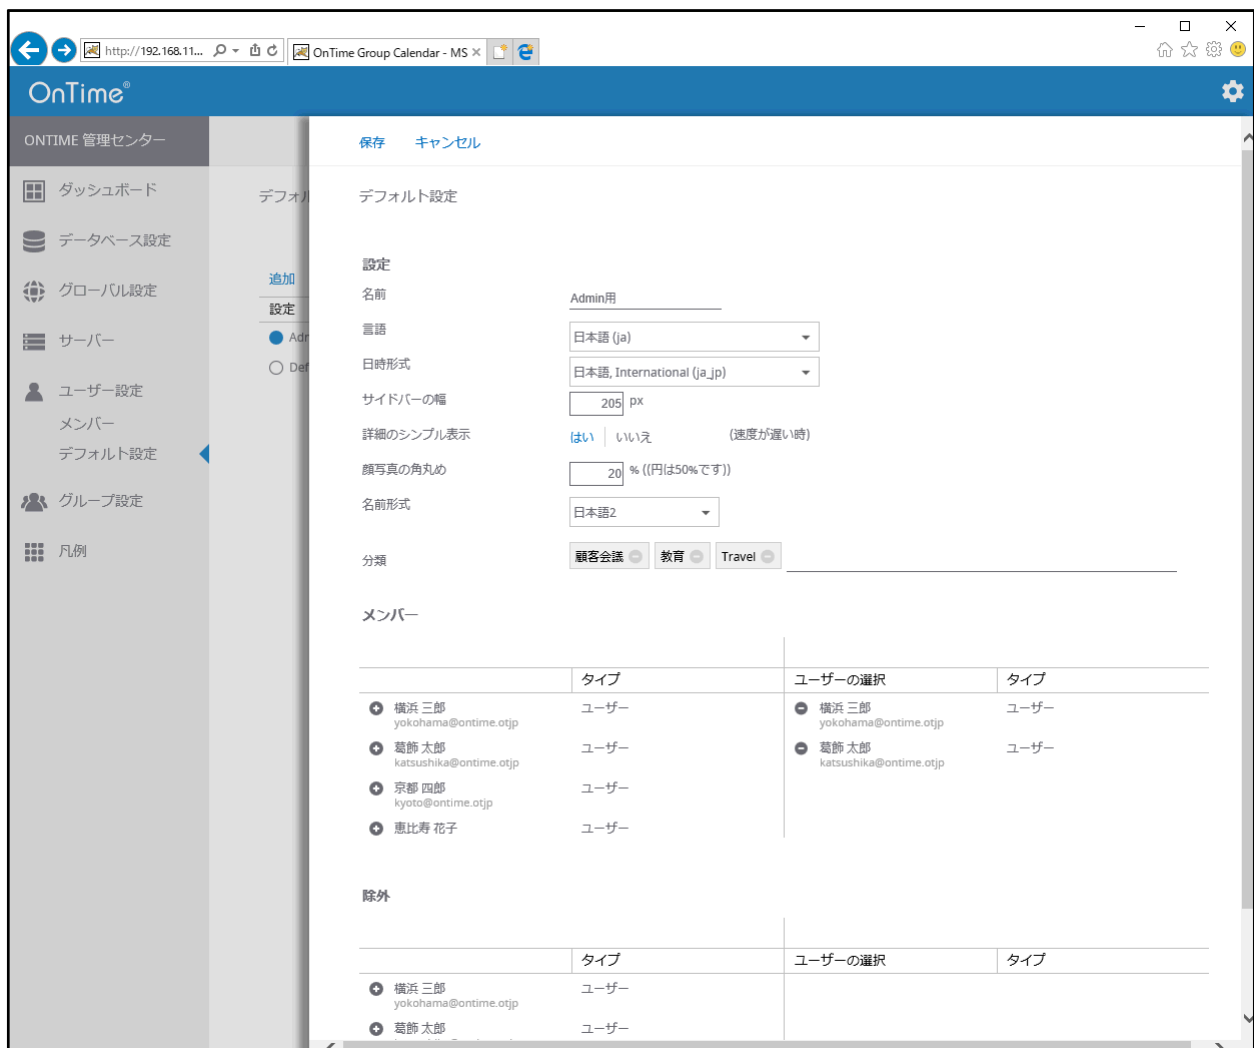 http://192.168.11...
OnTime Group Calendar - MS
OnTime®
ONTIME 管理センター
ダッシュボード
データベース設定
グローバル設定
サーバー
ユーザー設定
メンバー
デフォルト設定
グループ設定
凡例
デフォル
追加
設定
Adr
Def
保存 キャンセル
デフォルト設定
設定
名前 Admin用
言語 日本語 (ja)
日時形式 日本語, International (ja_jp)
サイドバーの幅 205 px
詳細のシンプル表示 はい いいえ (速度が遅い時)
顔写真の角丸め 20 % ((円は50%です))
名前形式 日本語2
分類 顧客会議 教育 Travel
メンバー
タイプ ユーザーの選択 タイプ
横浜 三郎 ユーザー 横浜 三郎 ユーザー
yokohama@ontime.otjp yokohama@ontime.otjp
葛飾 太郎 ユーザー 葛飾 太郎 ユーザー
katsushika@ontime.otjp katsushika@ontime.otjp
京都 四郎 ユーザー
kyoto@ontime.otjp
恵比寿 花子 ユーザー
除外
タイプ ユーザーの選択 タイプ
横浜 三郎 ユーザー
yokohama@ontime.otjp
葛飾 太郎 ユーザー